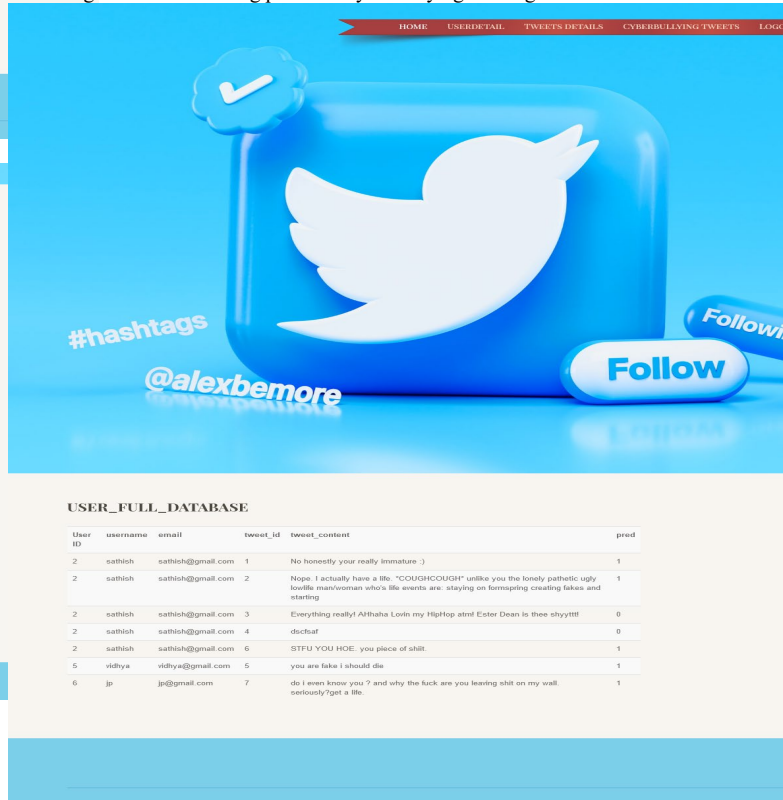 HOME USERDETAIL TWEETS DETAILS CYBERBULLYING TWEETS
#hashtags
@alexbemore
Follow
USER_FULL_DATABASE
User ID username email tweet_id tweet_content pred
2 sathish sathish@gmail.com 1 No honestly your really immature :) 1
2 sathish sathish@gmail.com 2 Nope. I actually have a life. *COUGHCOUGH* unlike you the lonely pathetic ugly 1
lowlife man/woman who's life events are: staying on formspring creating fakes and
starting
2 sathish sathish@gmail.com 3 Everything really! AHhaha Lovin my HipHop atm! Ester Dean is thee shyyttt! 0
2 sathish sathish@gmail.com 4 dscfsaf 0
2 sathish sathish@gmail.com 6 STFU YOU HOE. you piece of shiit. 1
5 vidhya vidhya@gmail.com 5 you are fake i should die 1
6 jp jp@gmail.com 7 do i even know you ? and why the fuck are you leaving shit on my wall. 1
seriously?get a life.